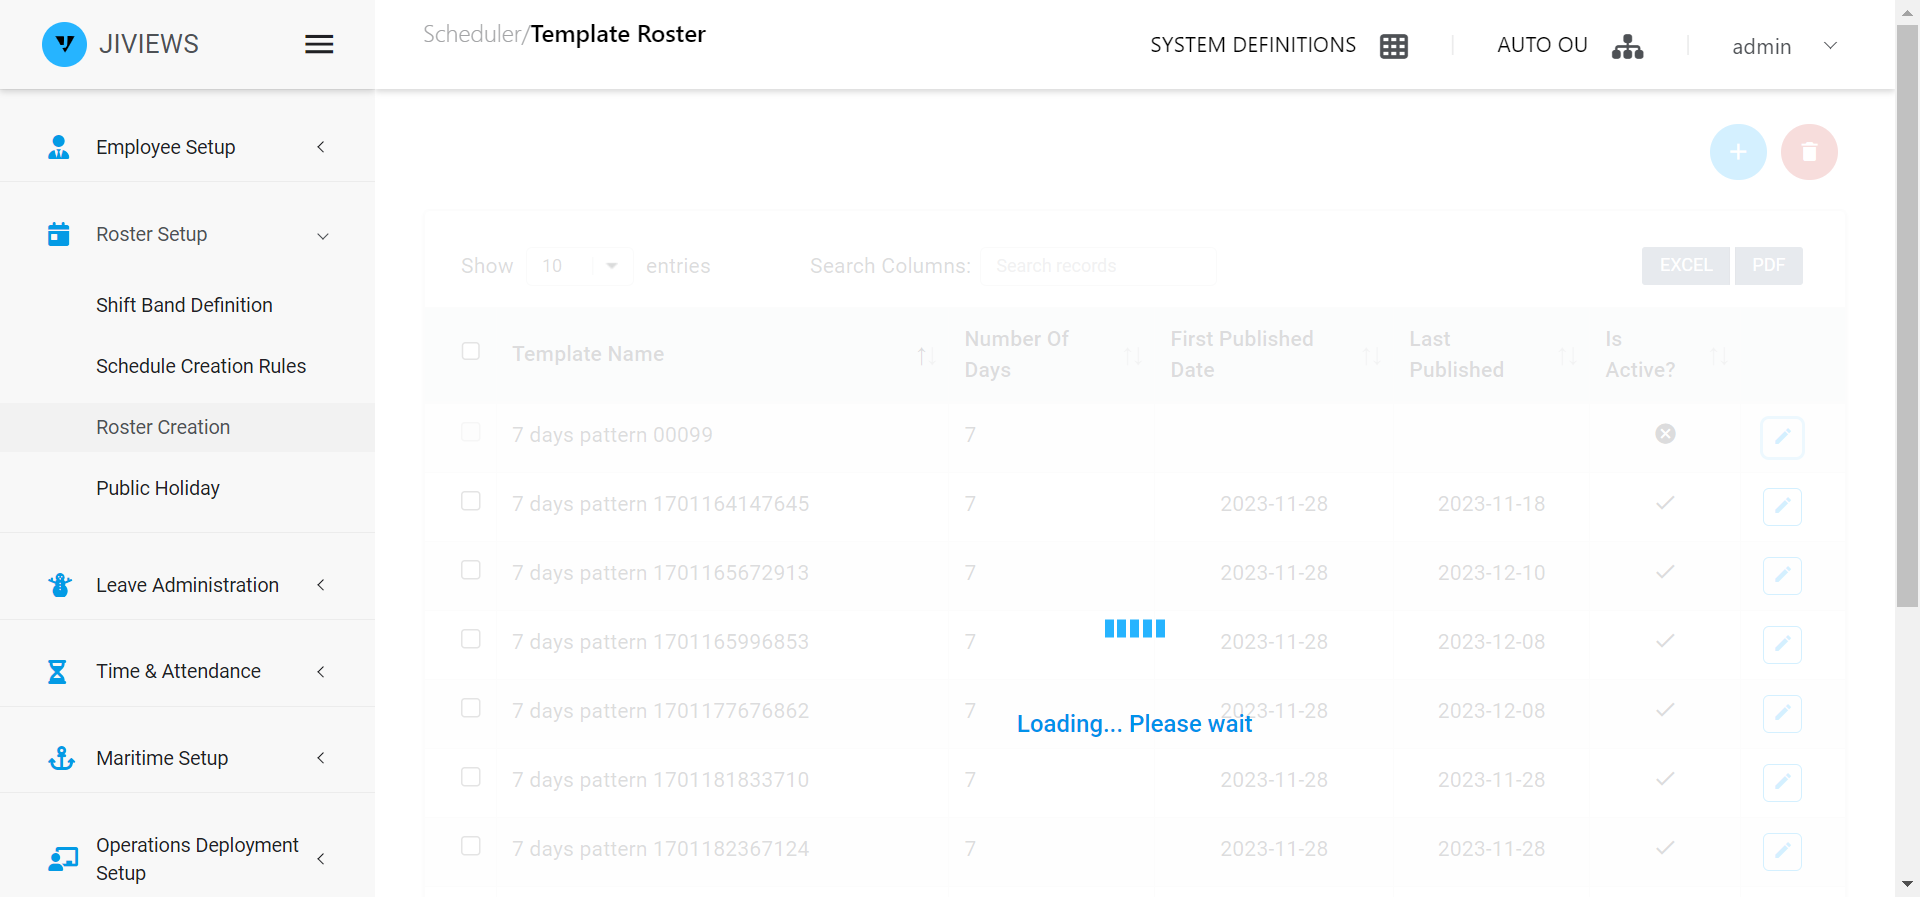 JIVIEWS
Scheduler/Template Roster
SYSTEM DEFINITIONS
AUTO OU
admin
Employee Setup
Roster Setup
Shift Band Definition
Schedule Creation Rules
Roster Creation
Public Holiday
Leave Administration
Time & Attendance
Maritime Setup
Operations Deployment
Setup
Show 10 entries
Search Columns: Search records
EXCEL PDF
Template Name
Number Of
Days
First Published
Date
Last
Published
Is
Active?
7 days pattern 00099 7
7 days pattern 1701164147645 7 2023-11-28 2023-11-18
7 days pattern 1701165672913 7 2023-11-28 2023-12-10
7 days pattern 1701165996853 7 2023-11-28 2023-12-08
7 days pattern 1701177676862 7 2023-11-28 2023-12-08
Loading... Please wait
7 days pattern 1701181833710 7 2023-11-28 2023-11-28
7 days pattern 1701182367124 7 2023-11-28 2023-11-28